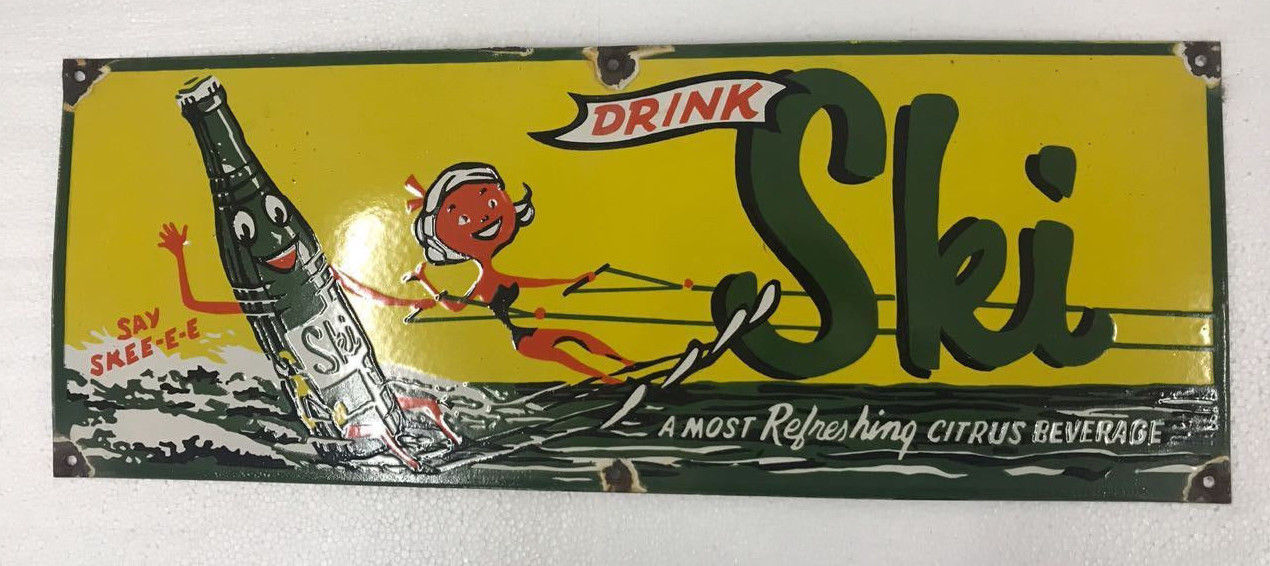 DRINK
Ski
SAY
SKEE-E-E
Ski
A MOST Refreshing CITRUS BEVERAGE